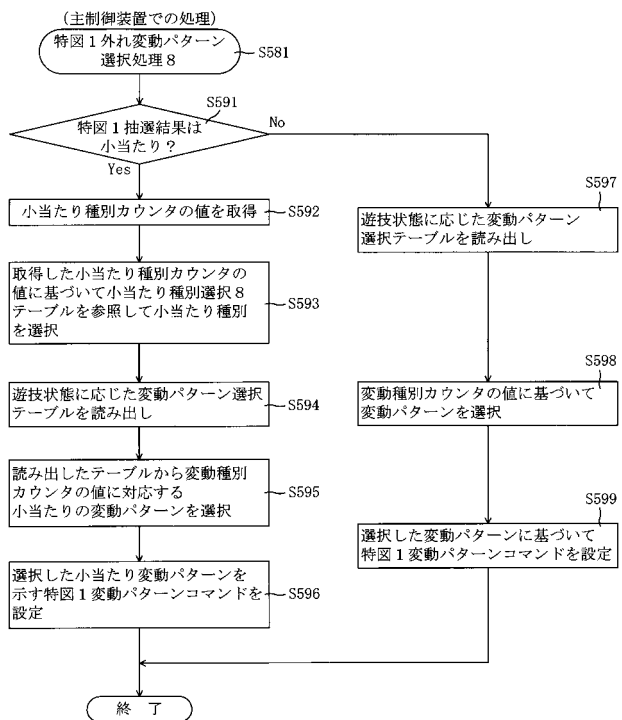 (主制御装置での処理)
特図1外れ変動パターン
選択処理8
S581
S591
特図1抽選結果は
小当たり?
No
Yes
小当たり種別カウンタの値を取得
S592
取得した小当たり種別カウンタの
値に基づいて小当たり種別選択8
テーブルを参照して小当たり種別
を選択
S593
遊技状態に応じた変動パターン選択
テーブルを読み出し
S594
読み出したテーブルから変動種別
カウンタの値に対応する
小当たりの変動パターンを選択
S595
選択した小当たり変動パターンを
示す特図1変動パターンコマンドを
設定
S596
S597
遊技状態に応じた変動パターン
選択テーブルを読み出し
S598
変動種別カウンタの値に基づいて
変動パターンを選択
S599
選択した変動パターンに基づいて
特図1変動パターンコマンドを設定
終 了